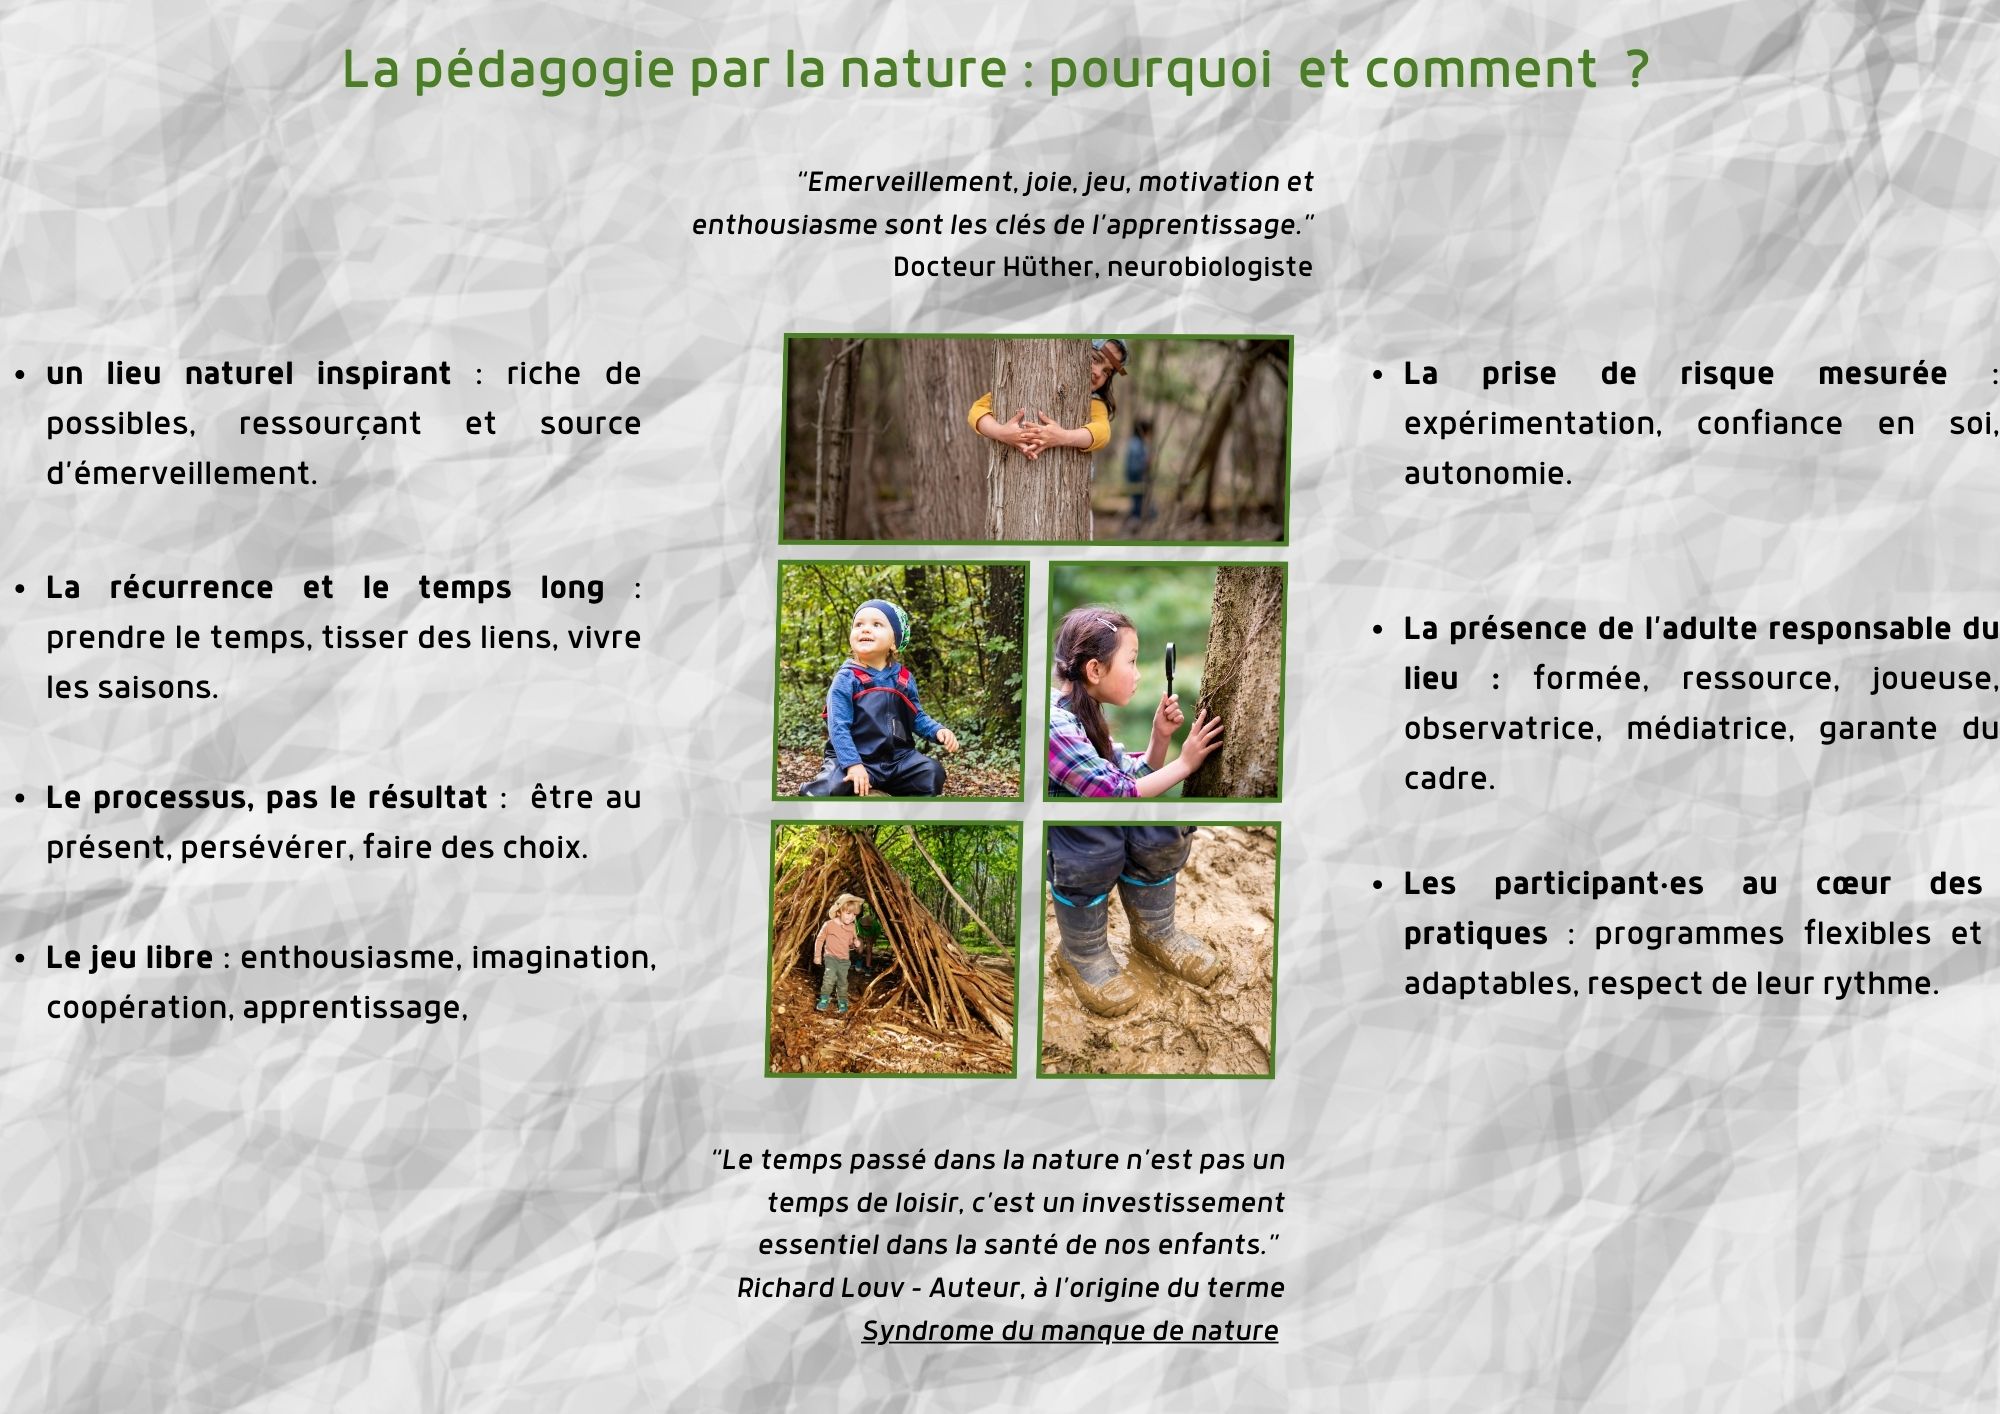 La pédagogie par la nature : pourquoi et comment ?
"Emerveillement, joie, jeu, motivation et
enthousiasme sont les clés de l'apprentissage."
Docteur Hüther, neurobiologiste
• un lieu naturel inspirant : riche de
possibles, ressourçant et source
d'émerveillement.
• La récurrence et le temps long :
prendre le temps, tisser des liens, vivre
les saisons.
• Le processus, pas le résultat : être au
présent, persévérer, faire des choix.
• Le jeu libre : enthousiasme, imagination,
coopération, apprentissage,
• La prise de risque mesurée :
expérimentation, confiance en soi,
autonomie.
• La présence de l'adulte responsable du
lieu : formée, ressource, joueuse,
observatrice, médiatrice, garante du
cadre.
• Les participant·es au cœur des
pratiques : programmes flexibles et
adaptables, respect de leur rythme.
"Le temps passé dans la nature n'est pas un
temps de loisir, c'est un investissement
essentiel dans la santé de nos enfants."
Richard Louv - Auteur, à l'origine du terme
Syndrome du manque de nature